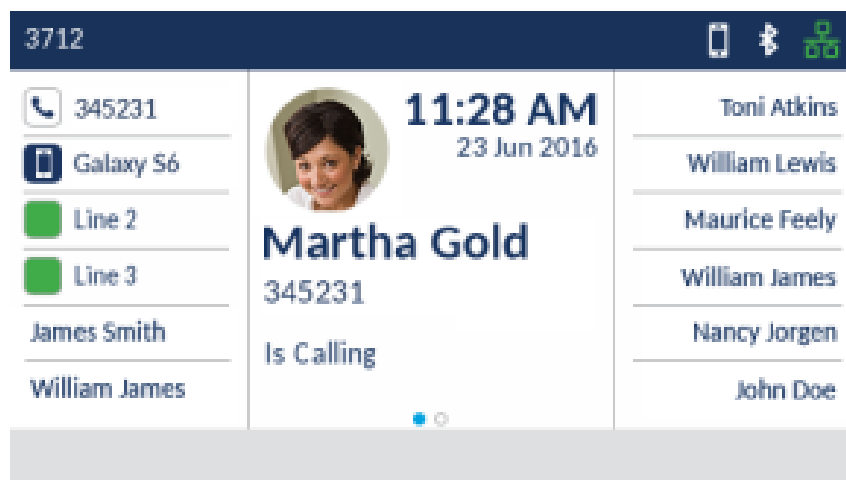 3712
345231
Galaxy S6
Line 2
Line 3
James Smith
William James
11:28 AM
23 Jun 2016
Martha Gold
345231
Is Calling
Toni Atkins
William Lewis
Maurice Feely
William James
Nancy Jorgen
John Doe